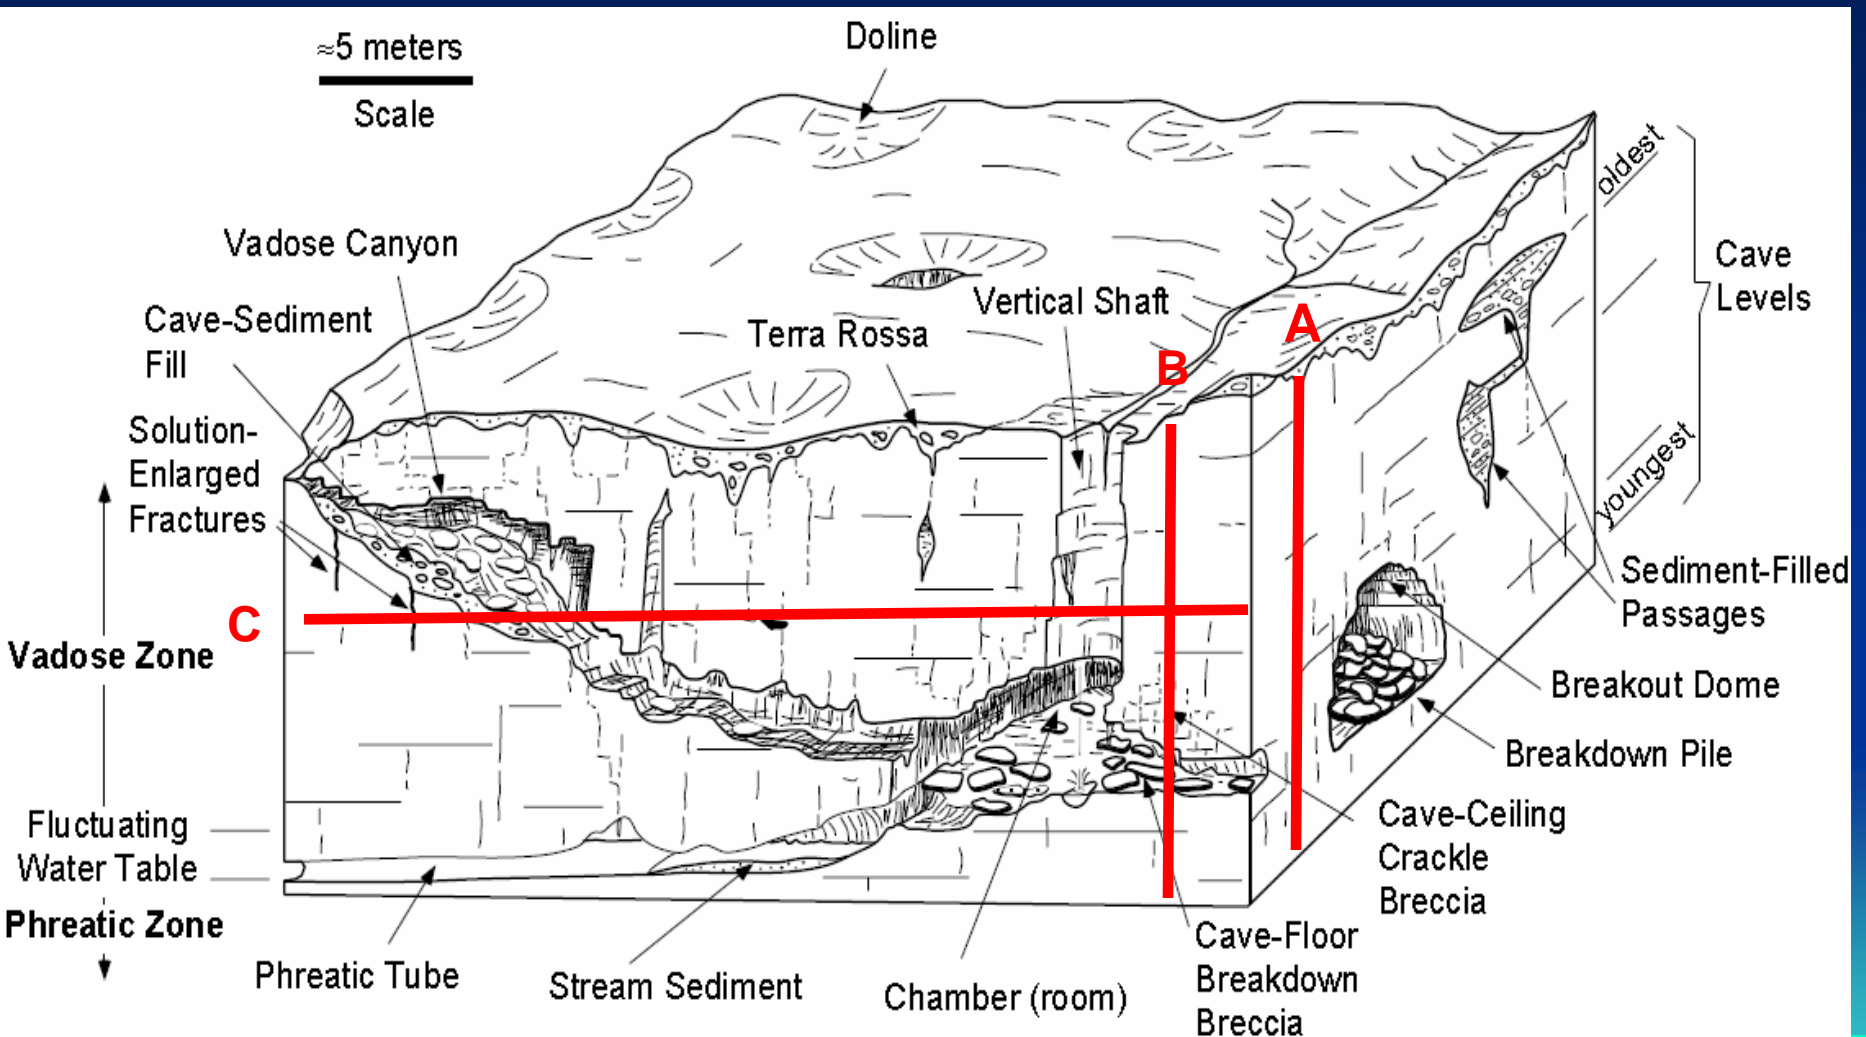 ≈5 meters
Scale
Doline
oldest
Cave
Levels
Vadose Canyon
Cave-Sediment
Fill
Vertical Shaft
Terra Rossa
A
B
Solution-
Enlarged
Fractures
youngest
C
Vadose Zone
Sediment-Filled
Passages
Breakout Dome
Breakdown Pile
Fluctuating
Water Table
Phreatic Zone
Cave-Ceiling
Crackle
Breccia
Phreatic Tube
Stream Sediment
Chamber (room)
Cave-Floor
Breakdown
Breccia